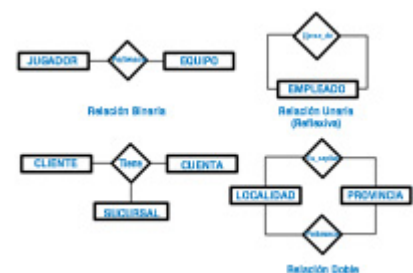 JUGADOR
EQUIPO
Relación Binaria
EMPLEADO
Relación Unaria
(Reflexiva)
CLIENTE
Tiene
CUENTA
SUCURSAL
LOCALIDAD
PROVINCIA
Relación Doble